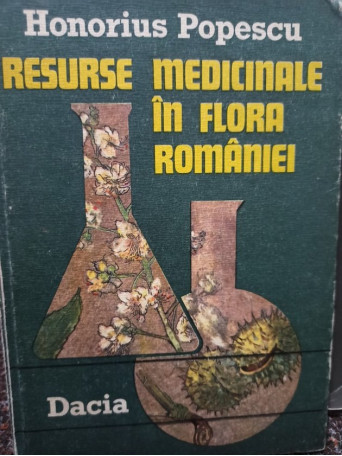 Honorius Popescu
RESURSE MEDICINALE
ÎN FLORA
ROMÂNIEI
Dacia